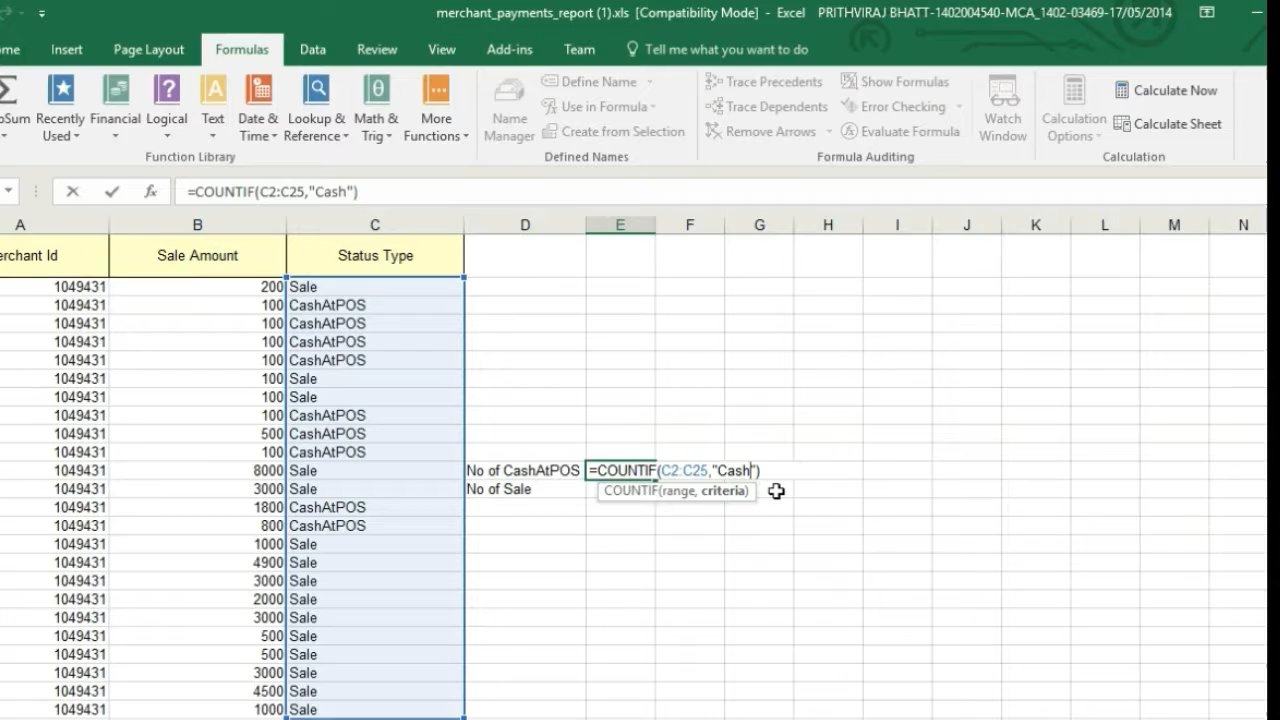 merchant_payments_report (1).xls [Compatibility Mode] - Excel PRITHVIRAJ BHATT-1402004540-MCA_1402-03469-17/05/2014
ome Insert Page Layout Formulas Data Review View Add-ins Team Tell me what you want to do
oSum Recently Used Financial Logical Text Date & Time Lookup & Reference Math & Trig More Functions
Function Library
Name Manager Define Name Use in Formula Create from Selection
Defined Names
Trace Precedents Trace Dependents Remove Arrows Show Formulas Error Checking Evaluate Formula
Formula Auditing
Watch Window
Calculation Options Calculate Now Calculate Sheet
Calculation
fx =COUNTIF(C2:C25,"Cash")
A B C D E F G H I J K L M N
erchant Id Sale Amount Status Type
1049431 200 Sale
1049431 100 CashAtPOS
1049431 100 CashAtPOS
1049431 100 CashAtPOS
1049431 100 CashAtPOS
1049431 100 Sale
1049431 100 Sale
1049431 100 CashAtPOS
1049431 500 CashAtPOS
1049431 100 CashAtPOS
1049431 8000 Sale No of CashAtPOS =COUNTIF(C2:C25,"Cash")
1049431 3000 Sale No of Sale COUNTIF(range, criteria)
1049431 1800 CashAtPOS
1049431 800 CashAtPOS
1049431 1000 Sale
1049431 4900 Sale
1049431 3000 Sale
1049431 2000 Sale
1049431 3000 Sale
1049431 500 Sale
1049431 500 Sale
1049431 3000 Sale
1049431 4500 Sale
1049431 1000 Sale